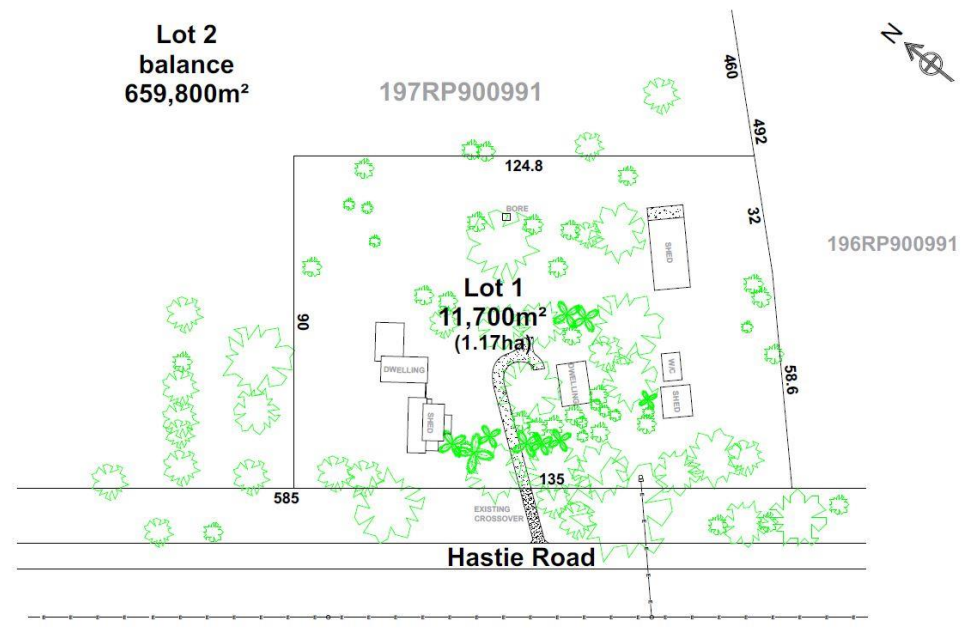 Lot 2
balance
659,800m²
197RP900991
N
460
492
124.8
32
BORE
SHED
196RP900991
Lot 1
11,700m²
(1.17ha)
90
DWELLING
DWELLING
W/C
SHED
58.6
SHED
135
585
EXISTING
CROSSOVER
Hastie Road